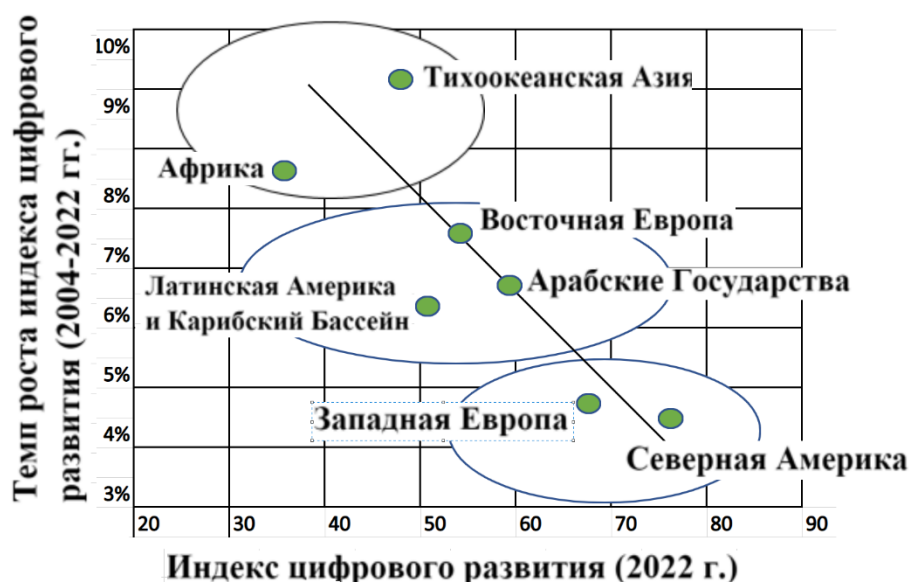 Темп роста индекса цифрового
развития (2004-2022 гг.)
10%
9%
8%
7%
6%
5%
4%
3%
Тихоокеанская Азия
Африка
Восточная Европа
Арабские Государства
Латинская Америка
и Карибский Бассейн
Западная Европа
Северная Америка
20 30 40 50 60 70 80 90
Индекс цифрового развития (2022 г.)